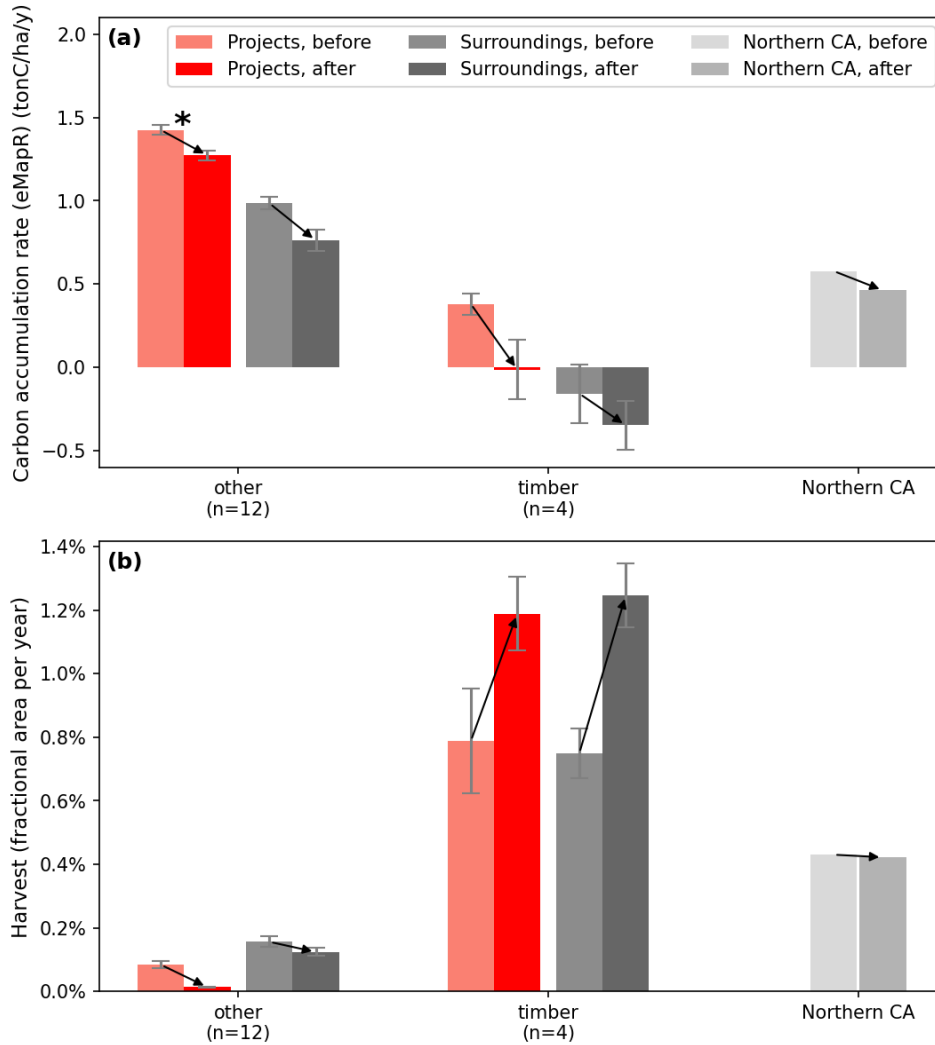 (a)
Projects, before
Surroundings, before
Northern CA, before
Projects, after
Surroundings, after
Northern CA, after
Carbon accumulation rate (eMapR) (tonC/ha/y)
2.0
1.5
1.0
0.5
0.0
−0.5
*
other
(n=12)
timber
(n=4)
Northern CA
(b)
Harvest (fractional area per year)
1.4%
1.2%
1.0%
0.8%
0.6%
0.4%
0.2%
0.0%
other
(n=12)
timber
(n=4)
Northern CA